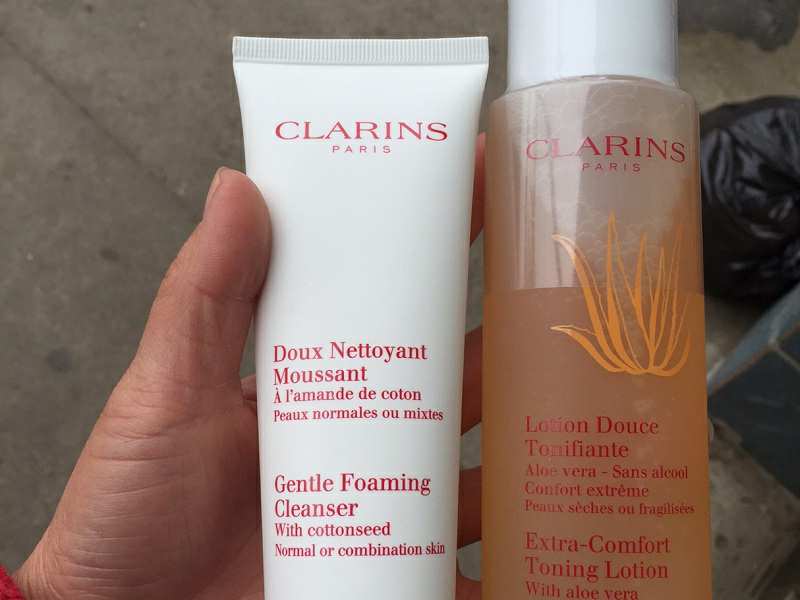 CLARINS
PARIS
Doux Nettoyant
Moussant
À l'amande de coton
Peaux normales ou mixtes
Gentle Foaming
Cleanser
With cottonseed
Normal or combination skin
CLARINS
PARIS
Lotion Douce
Tonifiante
Aloe vera - Sans alcool
Confort extrême
Peaux sèches ou fragilisées
Extra-Comfort
Toning Lotion
With aloe vera